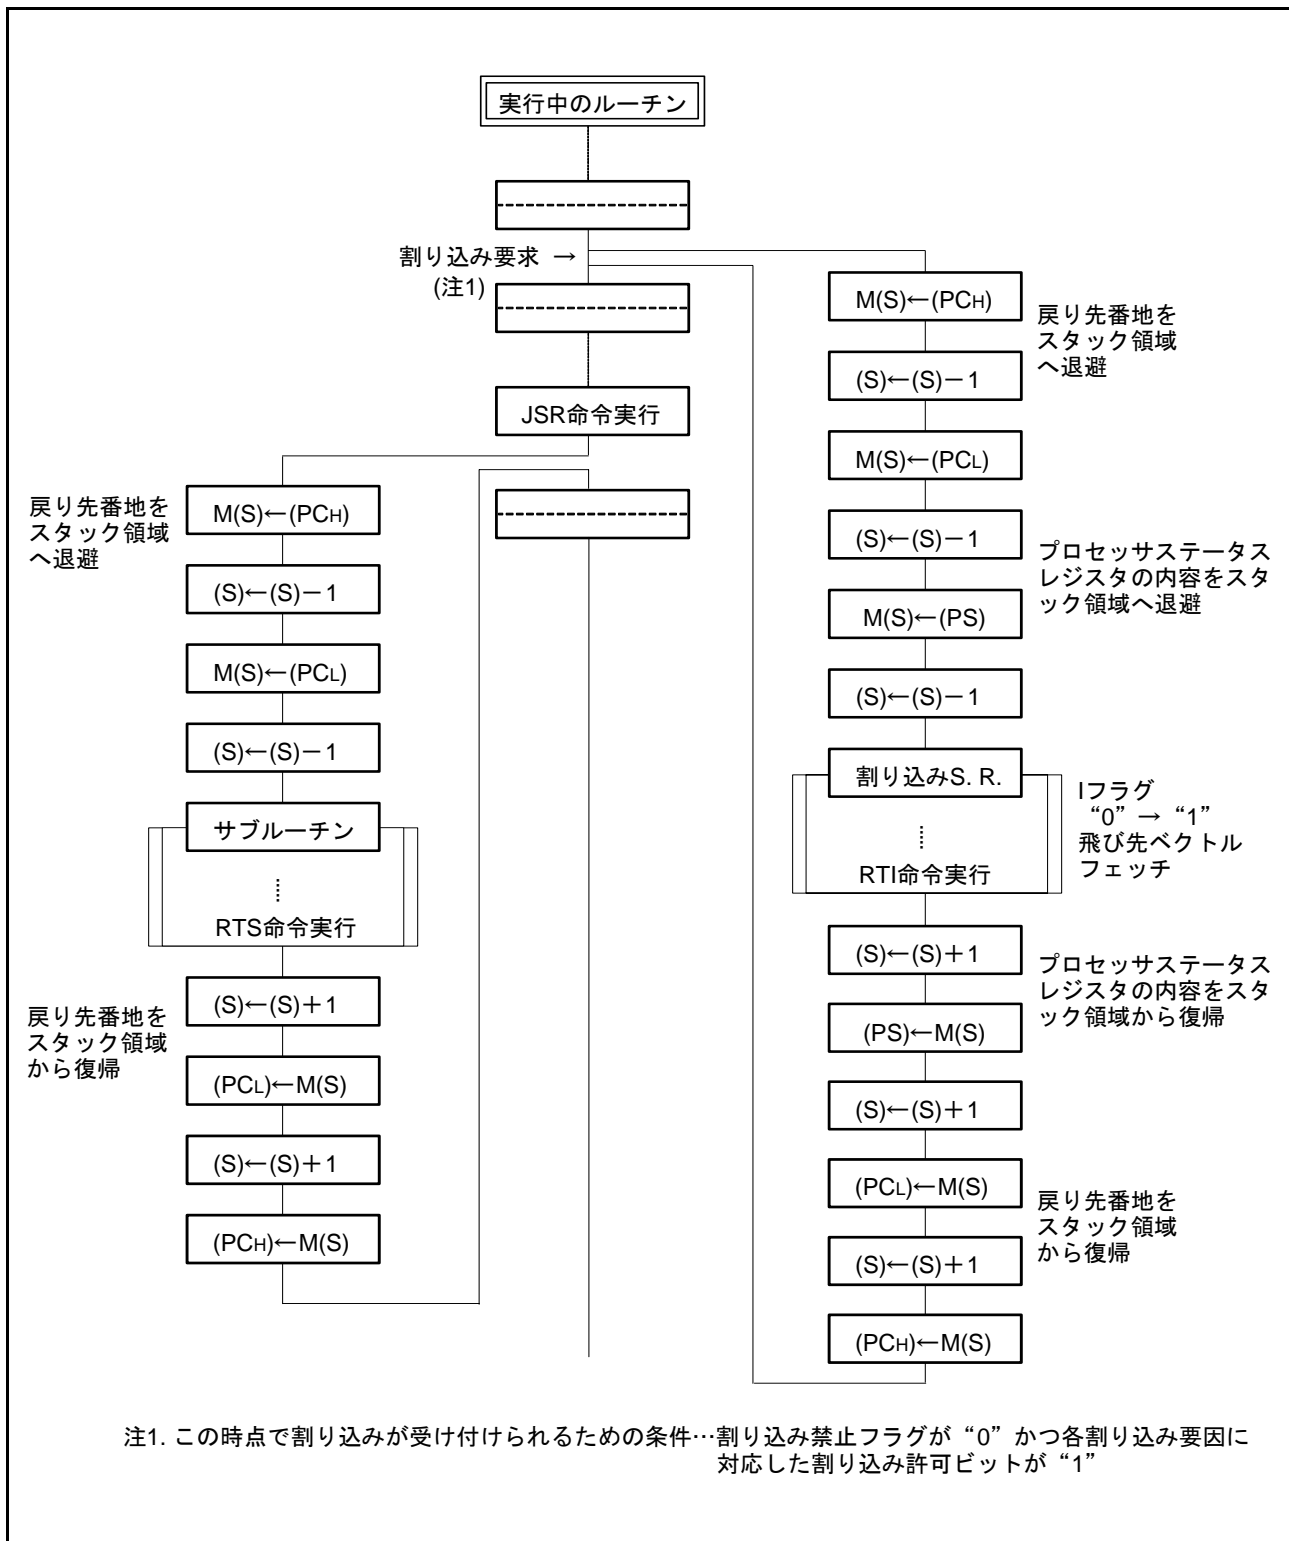 実行中のルーチン
割り込み要求 →
(注1)
JSR命令実行
戻り先番地を
スタック領域
へ退避
M(S)←(PCH)
(S)←(S)−1
M(S)←(PCL)
(S)←(S)−1
サブルーチン
RTS命令実行
戻り先番地を
スタック領域
から復帰
(S)←(S)+1
(PCL)←M(S)
(S)←(S)+1
(PCH)←M(S)
M(S)←(PCH)
戻り先番地を
スタック領域
へ退避
(S)←(S)−1
M(S)←(PCL)
(S)←(S)−1
プロセッサステータス
レジスタの内容をスタ
ック領域へ退避
M(S)←(PS)
(S)←(S)−1
割り込みS. R.
Iフラグ
“0” → “1”
飛び先ベクトル
フェッチ
RTI命令実行
(S)←(S)+1
プロセッサステータス
レジスタの内容をスタ
ック領域から復帰
(PS)←M(S)
(S)←(S)+1
(PCL)←M(S)
戻り先番地を
スタック領域
から復帰
(S)←(S)+1
(PCH)←M(S)
注1. この時点で割り込みが受け付けられるための条件…割り込み禁止フラグが“0”かつ各割り込み要因に
対応した割り込み許可ビットが“1”